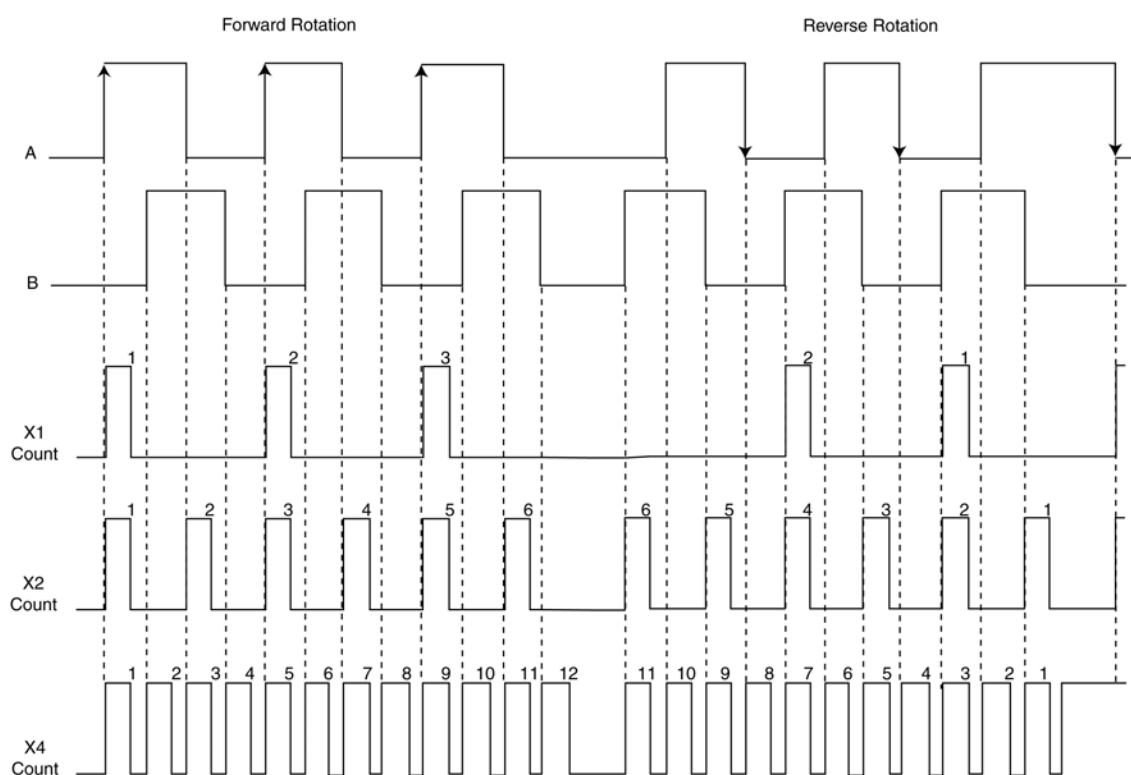 Forward Rotation Reverse Rotation
A
B
1 2 3 2 1
X1
Count
1 2 3 4 5 6 6 5 4 3 2 1
X2
Count
1 2 3 4 5 6 7 8 9 10 11 12 11 10 9 8 7 6 5 4 3 2 1
X4
Count